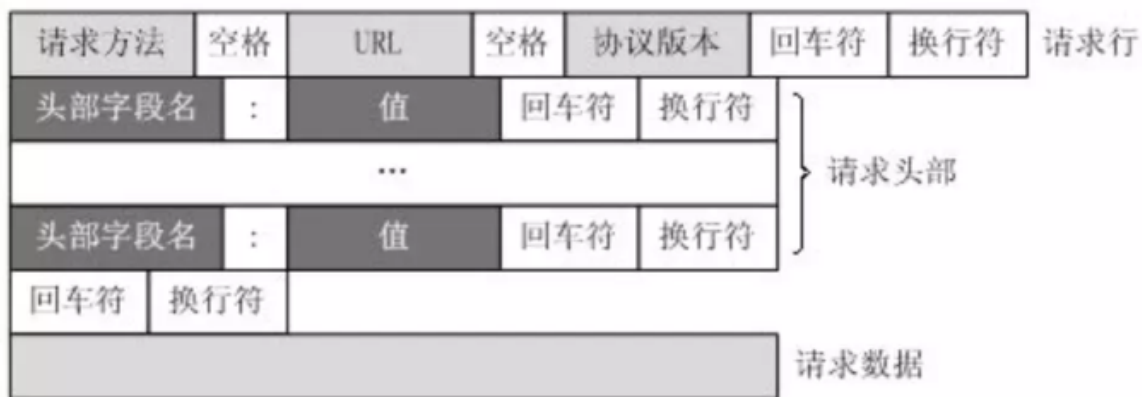 请求方法 空格 URL 空格 协议版本 回车符 换行符 请求行
头部字段名 : 值 回车符 换行符
... 请求头部
头部字段名 : 值 回车符 换行符
回车符 换行符
请求数据